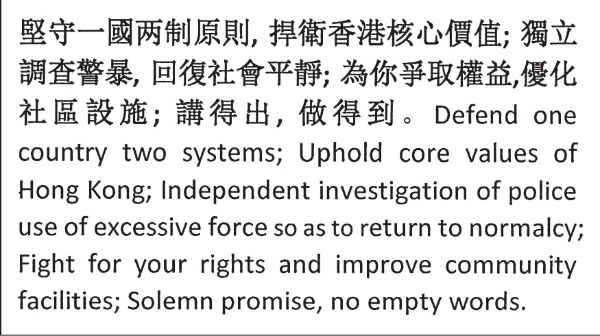 堅守一國两制原則, 捍衛香港核心價值; 獨立
調查警暴, 回復社會平靜; 為你爭取權益,優化
社區設施; 講得出, 做得到。Defend one
country two systems; Uphold core values of
Hong Kong; Independent investigation of police
use of excessive force so as to return to normalcy;
Fight for your rights and improve community
facilities; Solemn promise, no empty words.